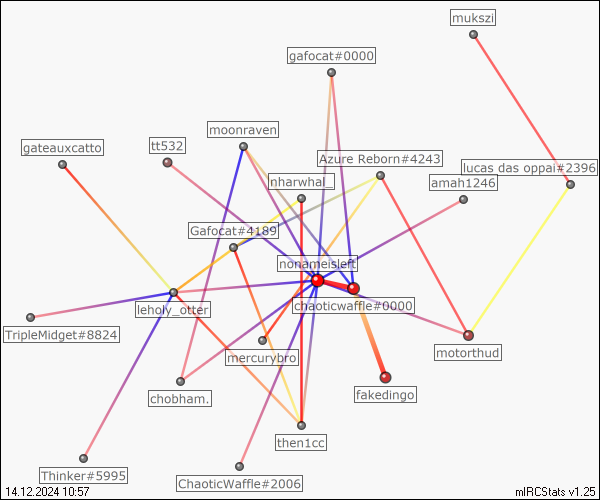 mukszi
gafocat#0000
moonraven
tt532
gateauxcatto
Azure Reborn#4243
lucas das oppai#2396
nharwhal_
amah1246
Gafocat#4189
nonameisleft
leholy_otter
chaoticwaffle#0000
TripleMidget#8824
mercurybro
motorthud
chobham.
fakedingo
then1cc
Thinker#5995
ChaoticWaffle#2006
14.12.2024 10:57
mIRCStats v1.25